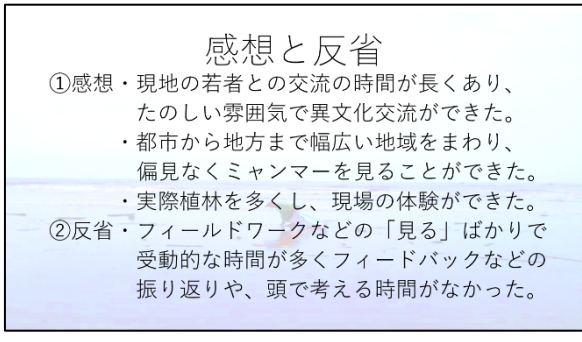 感想と反省
①感想・現地の若者との交流の時間が長くあり、
たのしい雰囲気で異文化交流ができた。
・都市から地方まで幅広い地域をまわり、
偏見なくミャンマーを見ることができた。
・実際植林を多くし、現場の体験ができた。
②反省・フィールドワークなどの「見る」ばかりで
受動的な時間が多くフィードバックなどの
振り返りや、頭で考える時間がなかった。